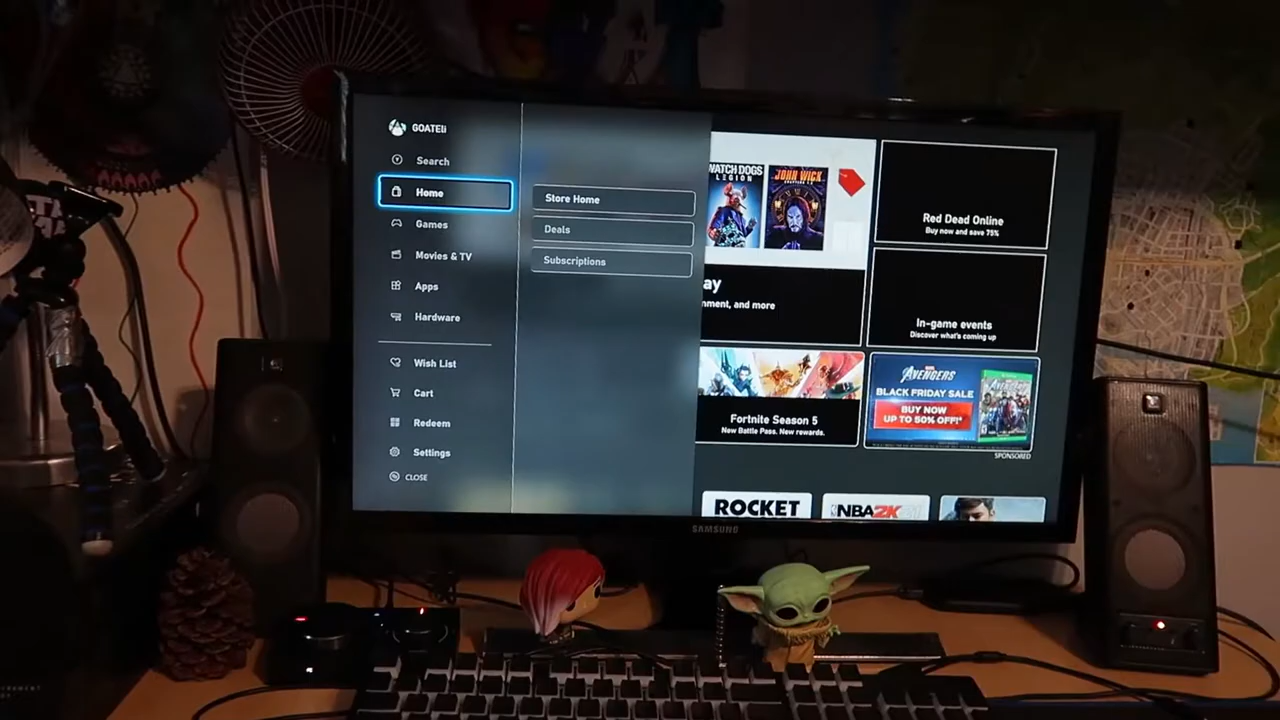 GOATEli
Search
Home
Games
Movies & TV
Apps
Hardware
Wish List
Cart
Redeem
Settings
CLOSE
Store Home
Deals
Subscriptions
WATCH DOGS
LEGION
JOHN WICK
ay
nment, and more
Red Dead Online
Buy now and save 75%
In-game events
Discover what's coming up
Fortnite Season 5
New Battle Pass. New rewards.
MARVEL
AVENGERS
BLACK FRIDAY SALE
BUY NOW
UP TO 50% OFF!*
SPONSORED
ROCKET
NBA2K
SAMSUNG